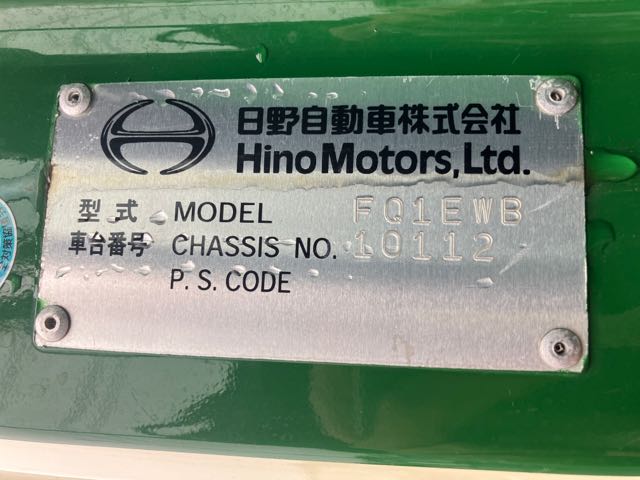 日野自動車株式会社
Hino Motors, Ltd.
型式 MODEL FQ1EWB
車台番号 CHASSIS NO. 10112
P. S. CODE